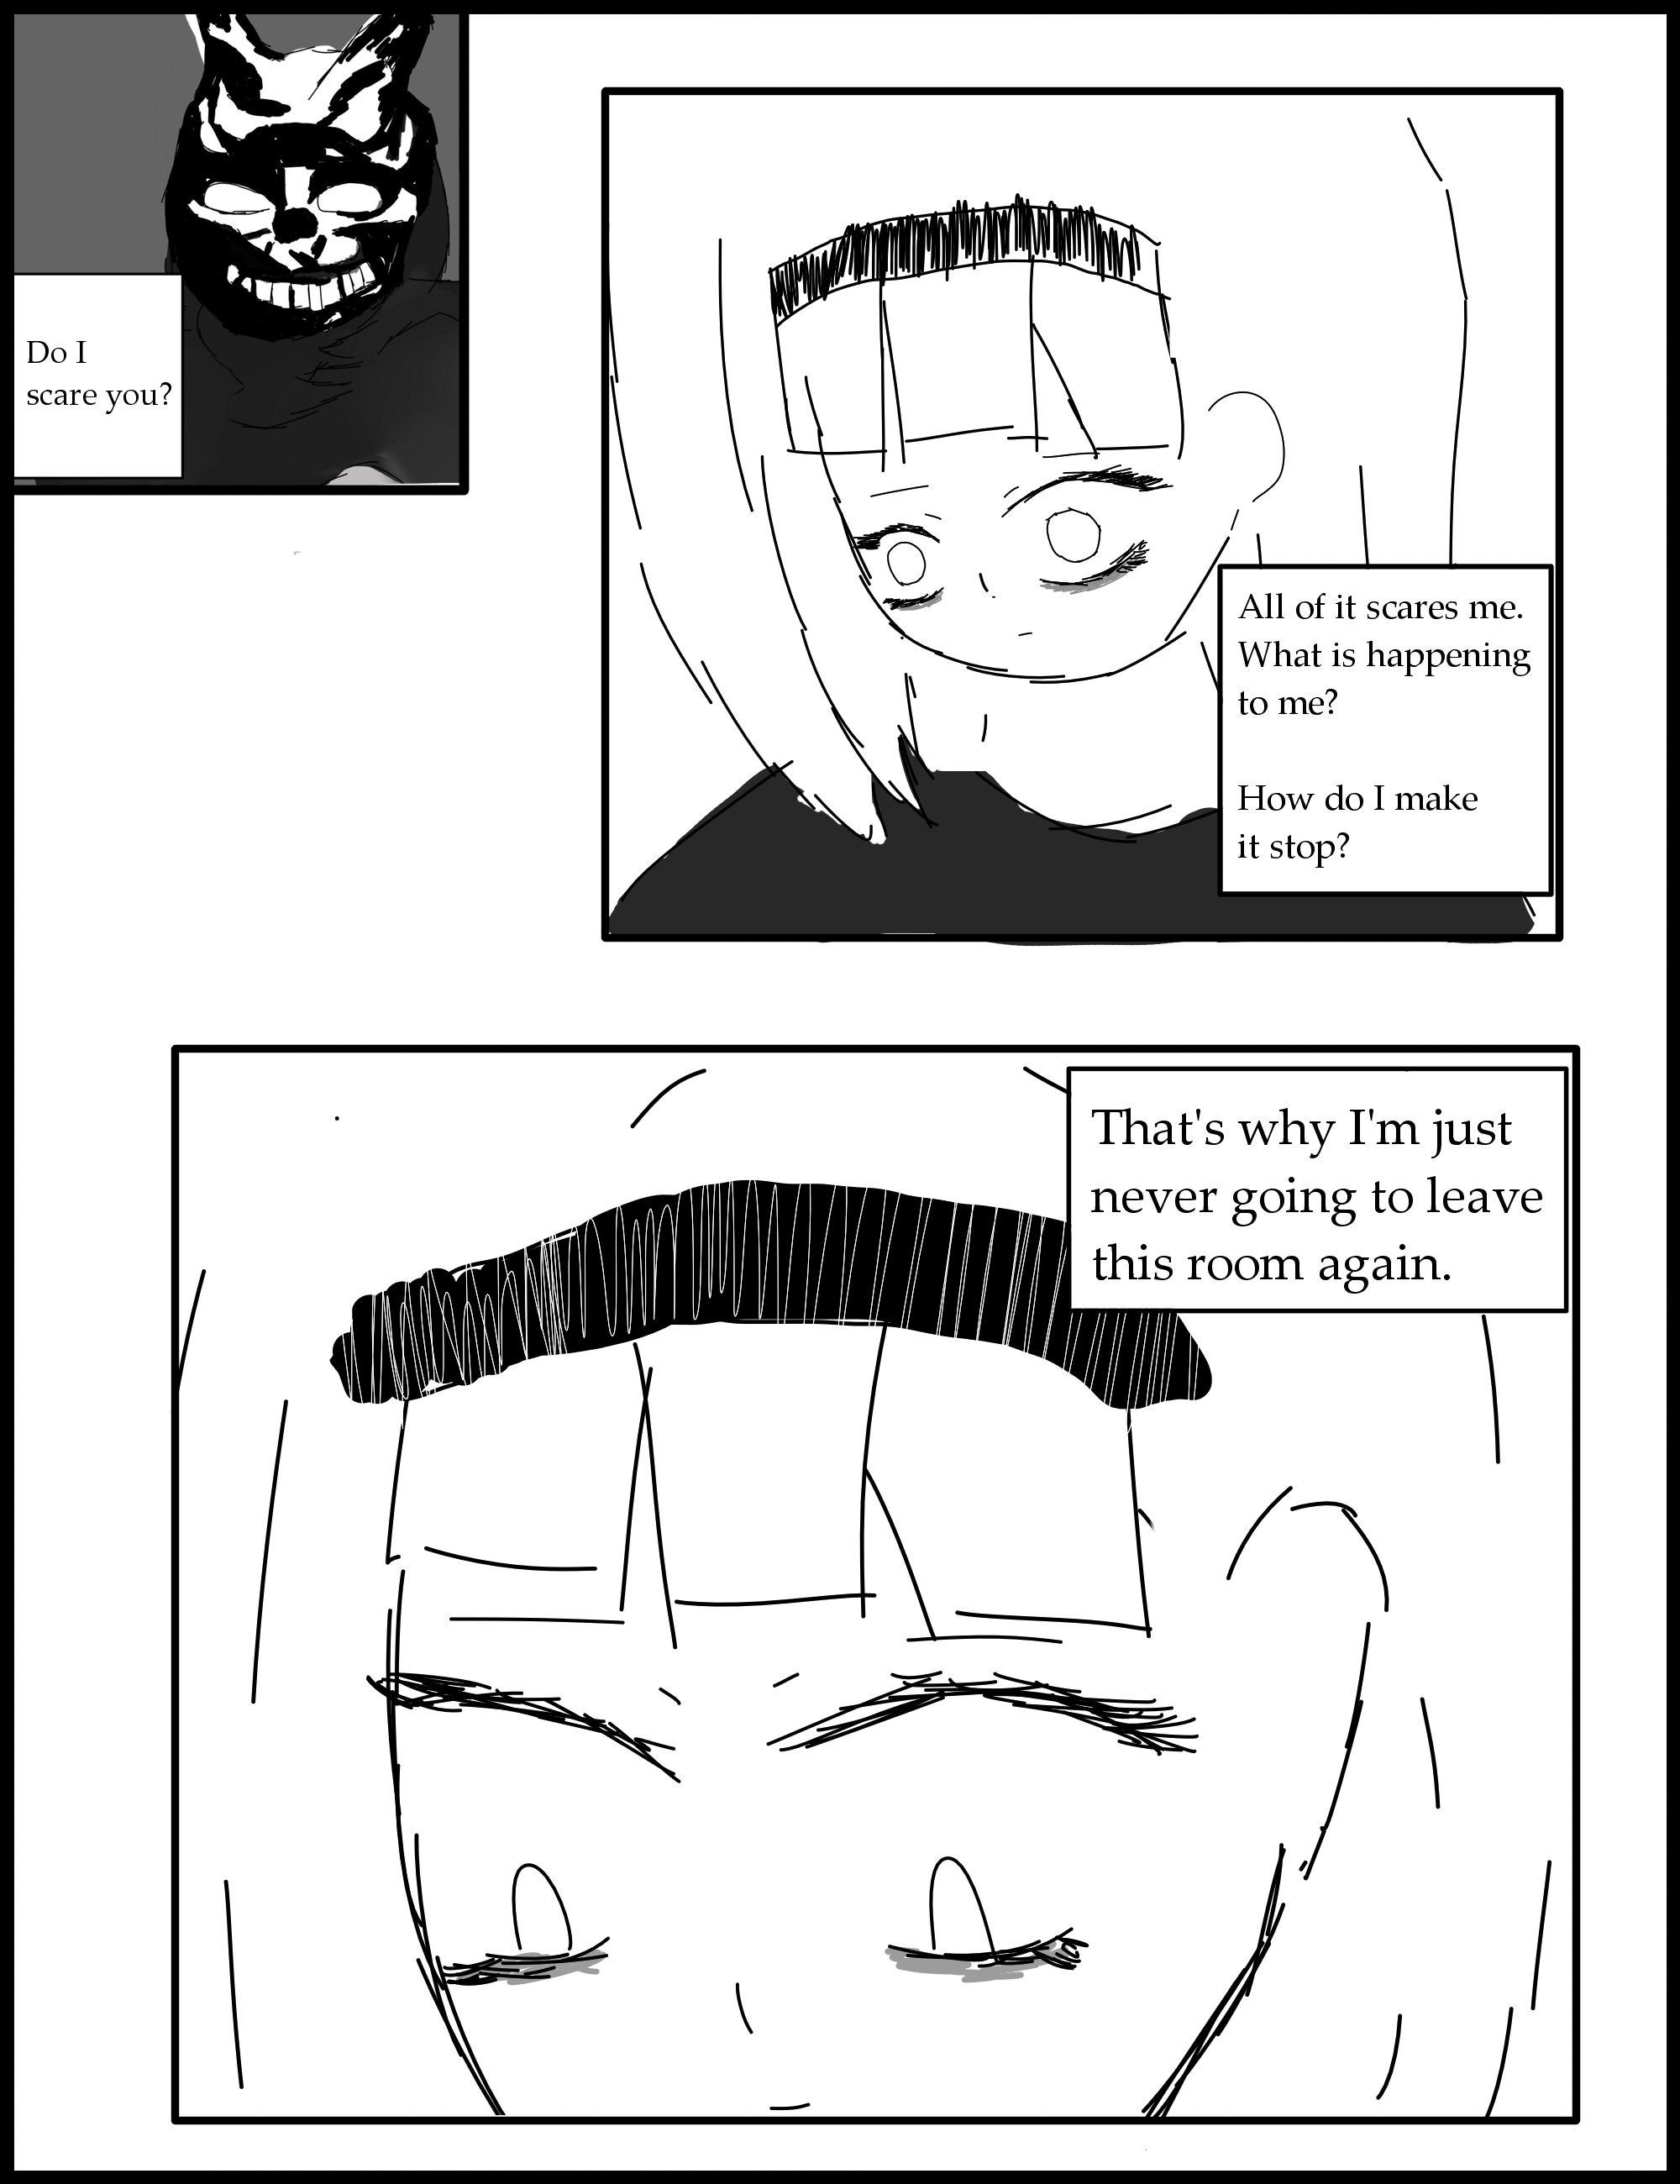 Do I
scare you?
All of it scares me.
What is happening
to me?
How do I make
it stop?
That's why I'm just
never going to leave
this room again.